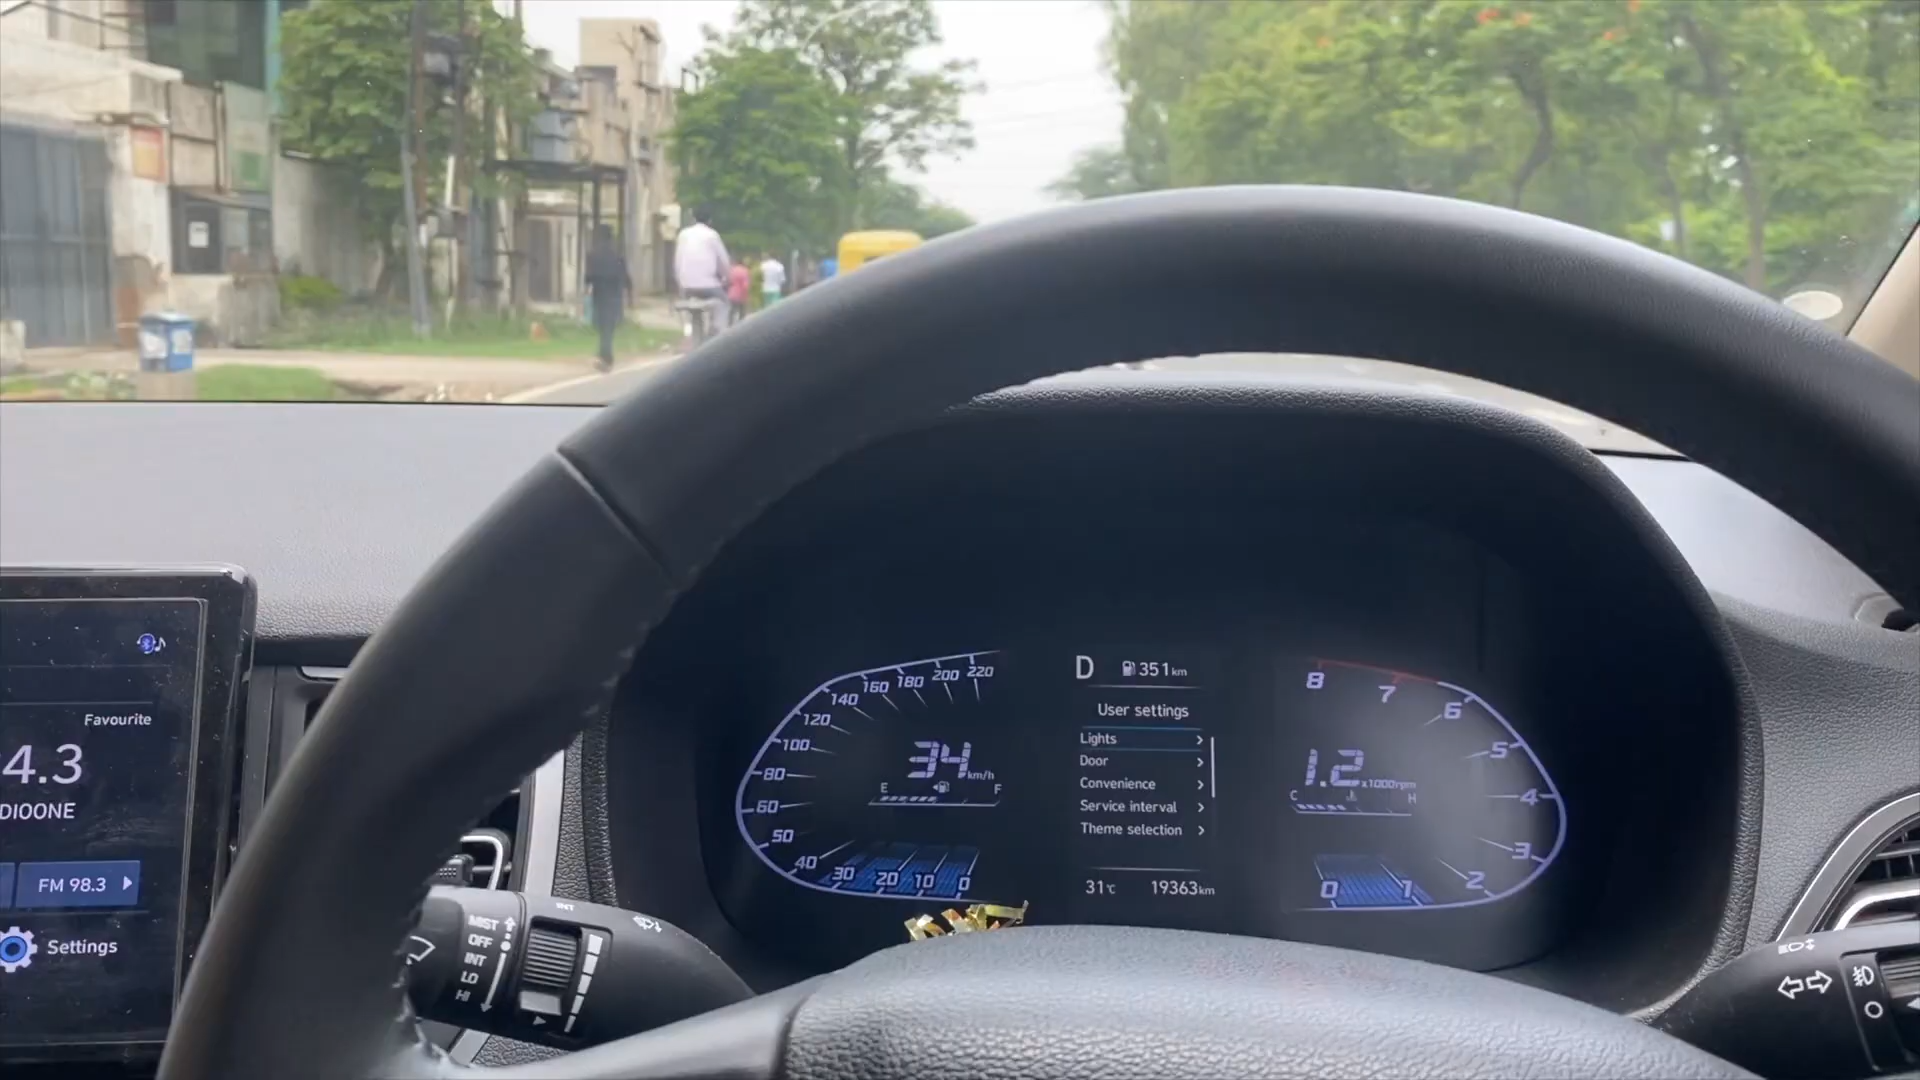 Favourite
4.3
DIOONE
FM 98.3
Settings
MIST
OFF
INT
LO
HI
INT
220
200
180
160
140
120
100
80
60
50
40
30
20
10
0
34 km/h
E F
D 351 km
User settings
Lights
Door
Convenience
Service interval
Theme selection
31°C 19363 km
8
7
6
5
4
3
2
1
0
1.2 x1000rpm
C H